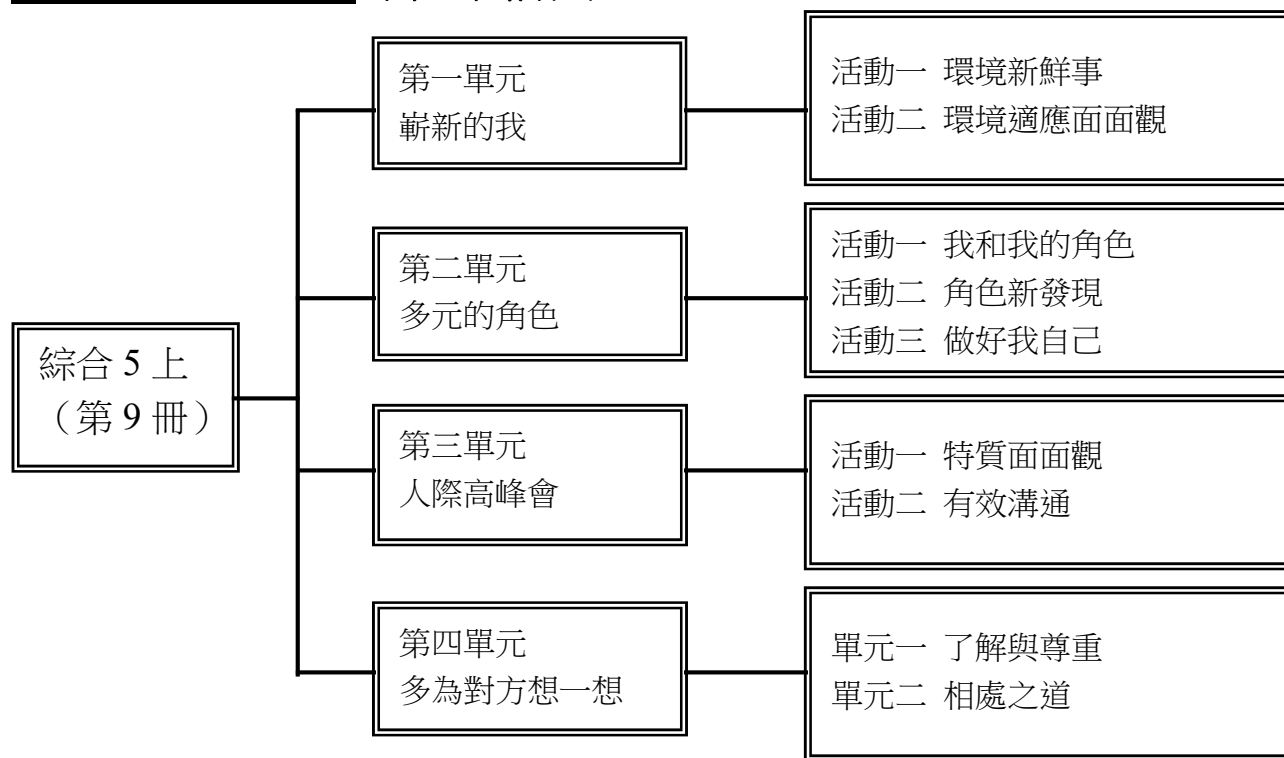 綜合 5 上
（第 9 冊）
第一單元
嶄新的我
活動一 環境新鮮事
活動二 環境適應面面觀
第二單元
多元的角色
活動一 我和我的角色
活動二 角色新發現
活動三 做好我自己
第三單元
人際高峰會
活動一 特質面面觀
活動二 有效溝通
第四單元
多為對方想一想
單元一 了解與尊重
單元二 相處之道